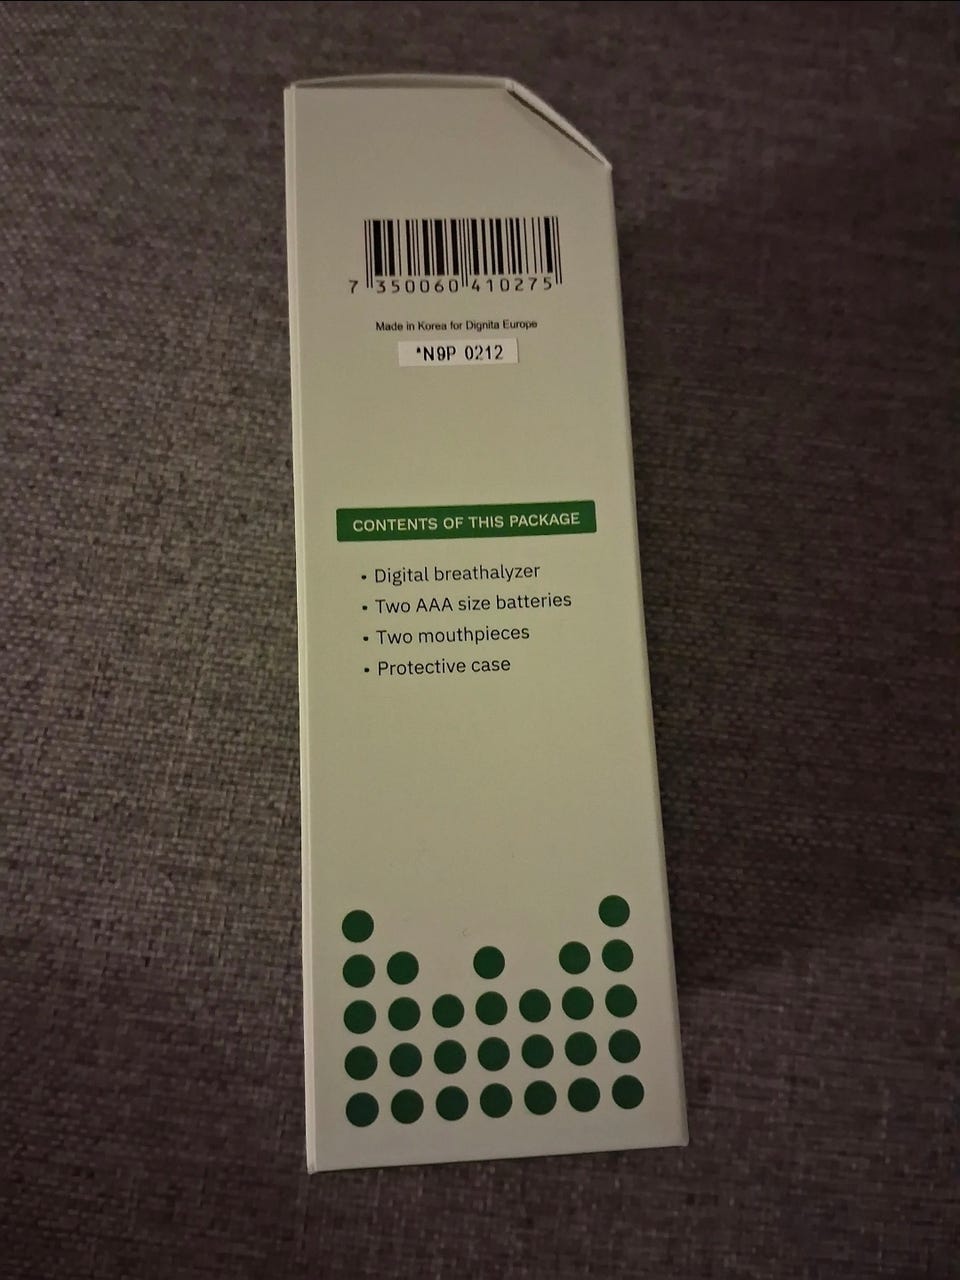 7 350060 410275
Made in Korea for Dignita Europe
*N9P 0212
CONTENTS OF THIS PACKAGE
• Digital breathalyzer
• Two AAA size batteries
• Two mouthpieces
• Protective case